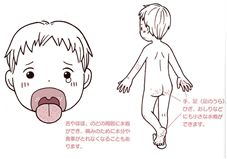 舌やほほ、のどの周囲に水疱
ができ、痛みのために水分や
食事がとれなくなることもあ
ります。
手、足(足のうら)
ひざ、おしりなど
にも小さな水疱が
できます。